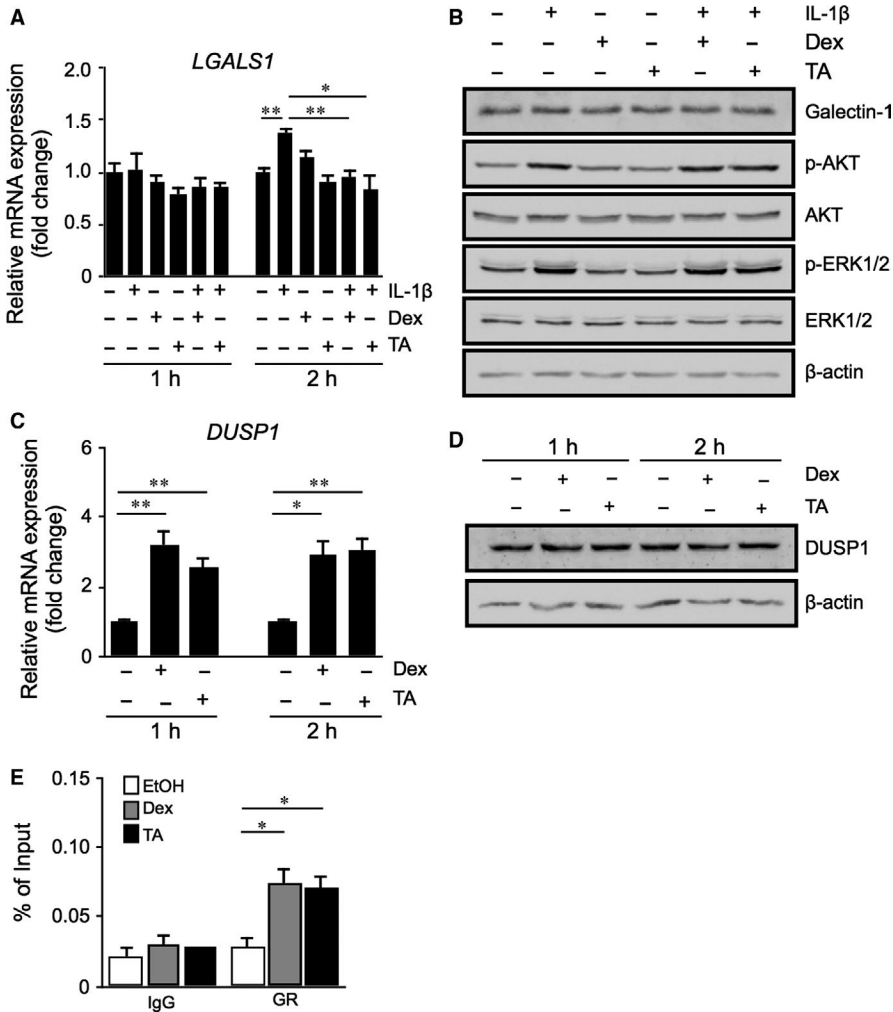 A
LGALS1
Relative mRNA expression
(fold change)
2.0
1.5
1.0
0.5
0
** ** *
– + – – + + – + – – + + IL-1β
– – + – + – – – + – + – Dex
– – – + – + – – – + – + TA
1 h 2 h
B
– + – – + + IL-1β
– – + – + – Dex
– – – + – + TA
Galectin-1
p-AKT
AKT
p-ERK1/2
ERK1/2
β-actin
C
DUSP1
Relative mRNA expression
(fold change)
6
4
2
0
**
**
**
*
– + – – + – Dex
– – + – – + TA
1 h 2 h
D
1 h 2 h
– + – – + – Dex
– – + – – + TA
DUSP1
β-actin
E
% of Input
0.15
0.10
0.05
0
EtOH
Dex
TA
*
*
IgG GR